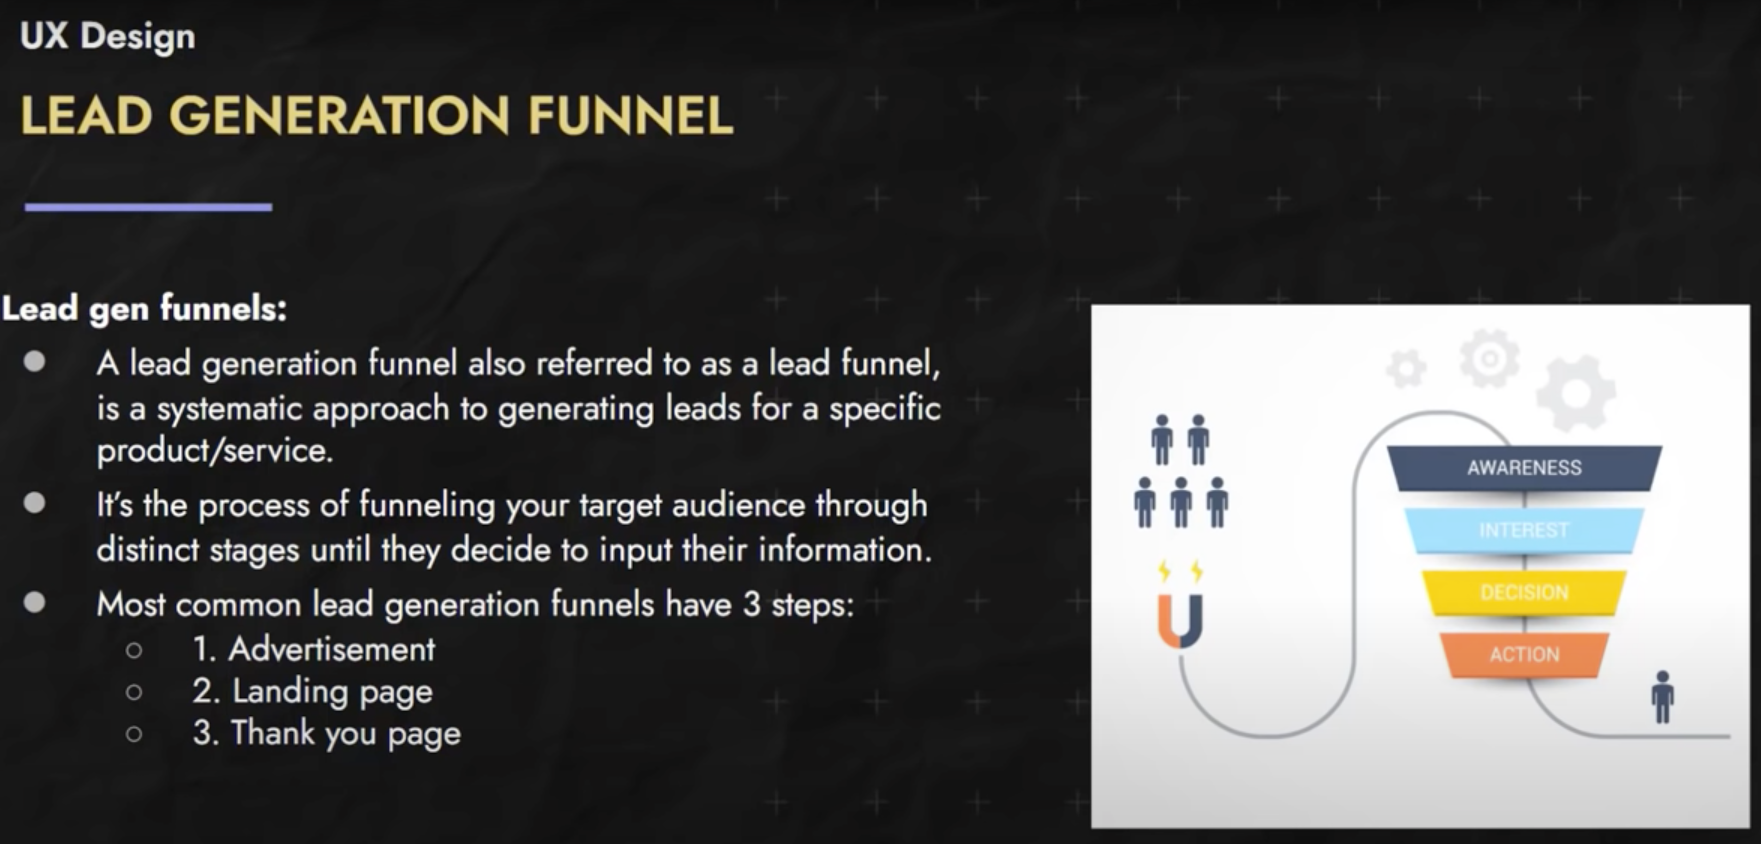 UX Design
LEAD GENERATION FUNNEL
Lead gen funnels:
● A lead generation funnel also referred to as a lead funnel,
is a systematic approach to generating leads for a specific
product/service.
● It’s the process of funneling your target audience through
distinct stages until they decide to input their information.
● Most common lead generation funnels have 3 steps:
○ 1. Advertisement
○ 2. Landing page
○ 3. Thank you page
AWARENESS
INTEREST
DECISION
ACTION